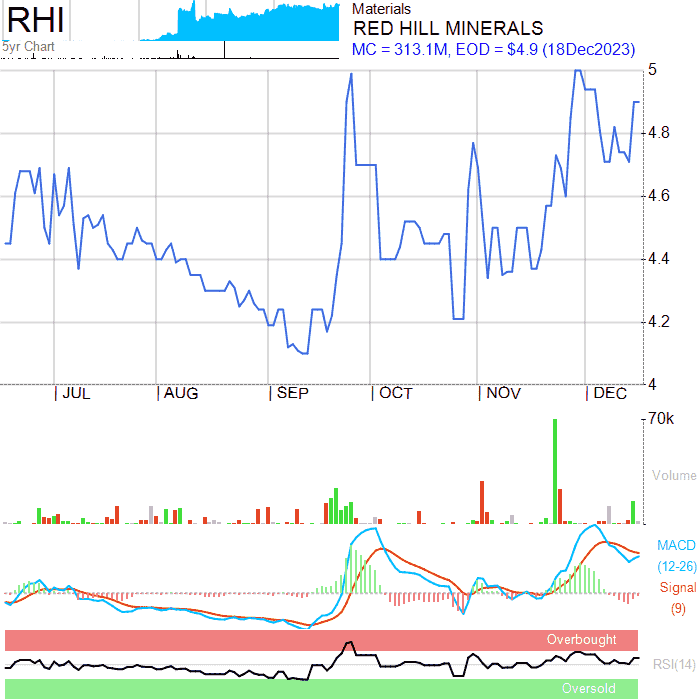 RHI
5yr Chart
Materials
RED HILL MINERALS
MC = 313.1M, EOD = $4.9 (18Dec2023)
5
4.8
4.6
4.4
4.2
4
JUL AUG SEP OCT NOV DEC
70k
Volume
MACD
(12-26)
Signal
(9)
Overbought
RSI(14)
Oversold